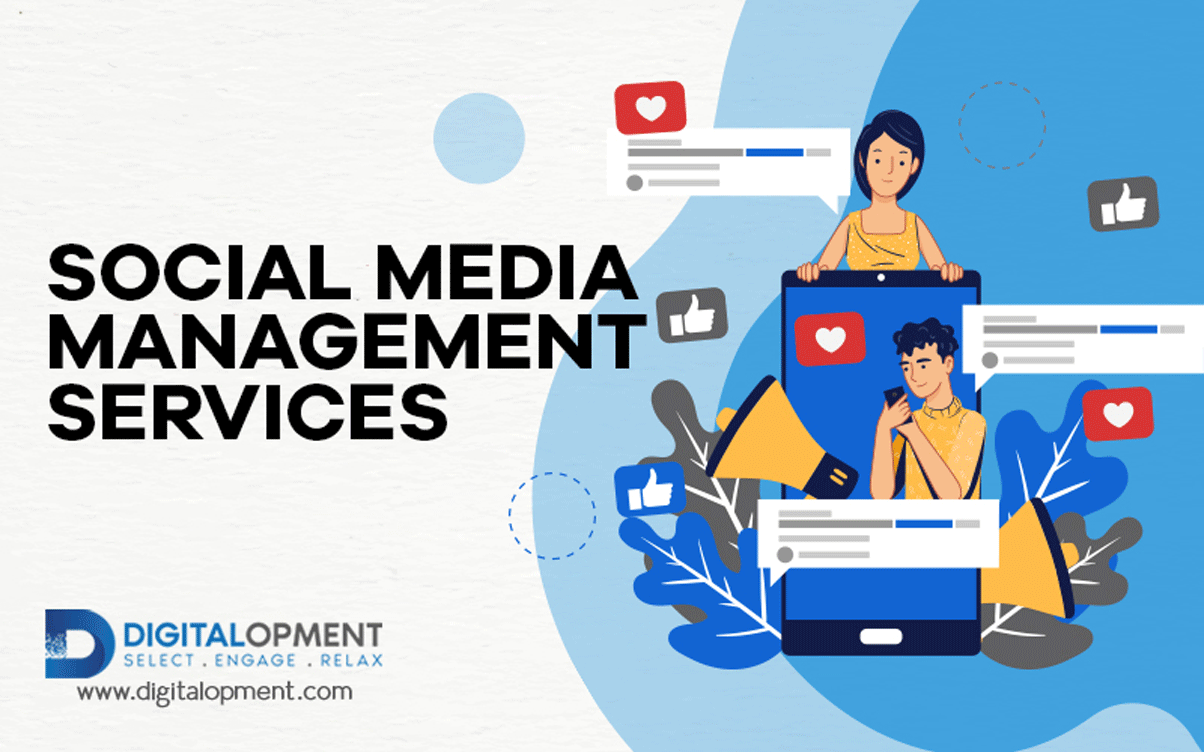 SOCIAL MEDIA
MANAGEMENT
SERVICES
DIGITALOPMENT
SELECT . ENGAGE . RELAX
www.digitalopment.com